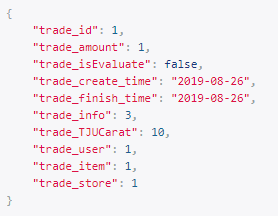 {
"trade_id": 1,
"trade_amount": 1,
"trade_isEvaluate": false,
"trade_create_time": "2019-08-26",
"trade_finish_time": "2019-08-26",
"trade_info": 3,
"trade_TJUCarat": 10,
"trade_user": 1,
"trade_item": 1,
"trade_store": 1
}